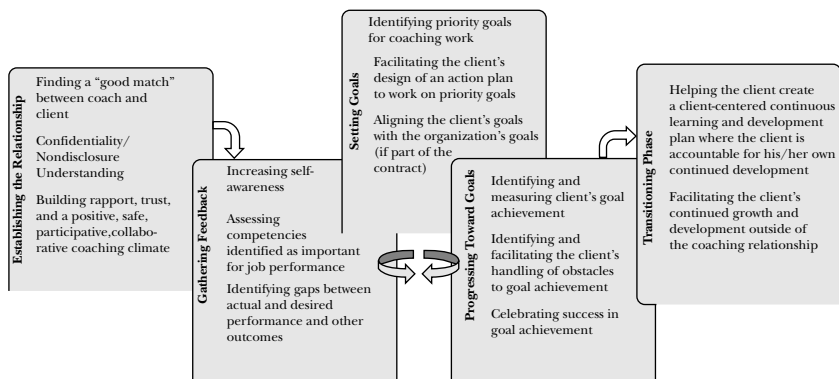 Establishing the Relationship
Finding a “good match”
between coach and
client
Confidentiality/
Nondisclosure
Understanding
Building rapport, trust,
and a positive, safe,
participative,collabo-
rative coaching climate
Gathering Feedback
Increasing self-
awareness
Assessing
competencies
identified as important
for job performance
Identifying gaps between
actual and desired
performance and other
outcomes
Setting Goals
Identifying priority goals
for coaching work
Facilitating the client’s
design of an action plan
to work on priority goals
Aligning the client’s goals
with the organization’s goals
(if part of the
contract)
Progressing Toward Goals
Identifying and
measuring client’s goal
achievement
Identifying and
facilitating the client’s
handling of obstacles
to goal achievement
Celebrating success in
goal achievement
Transitioning Phase
Helping the client create
a client-centered continuous
learning and development
plan where the client is
accountable for his/her own
continued development
Facilitating the client’s
continued growth and
development outside of
the coaching relationship